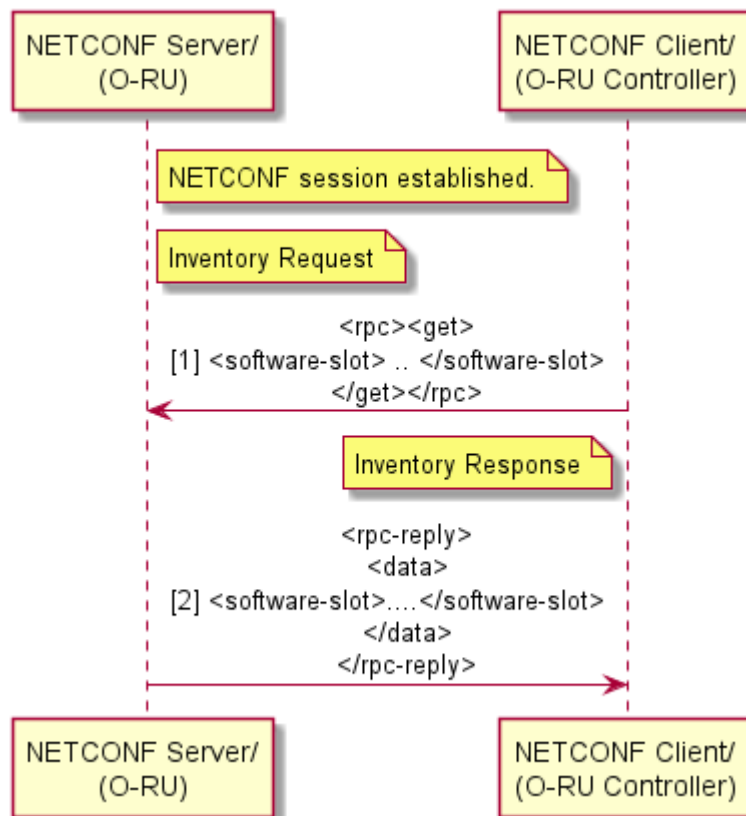 NETCONF Server/
(O-RU)
NETCONF Client/
(O-RU Controller)
NETCONF session established.
Inventory Request
<rpc><get>
[1] <software-slot> .. </software-slot>
</get></rpc>
Inventory Response
<rpc-reply>
<data>
[2] <software-slot>....</software-slot>
</data>
</rpc-reply>
NETCONF Server/
(O-RU)
NETCONF Client/
(O-RU Controller)